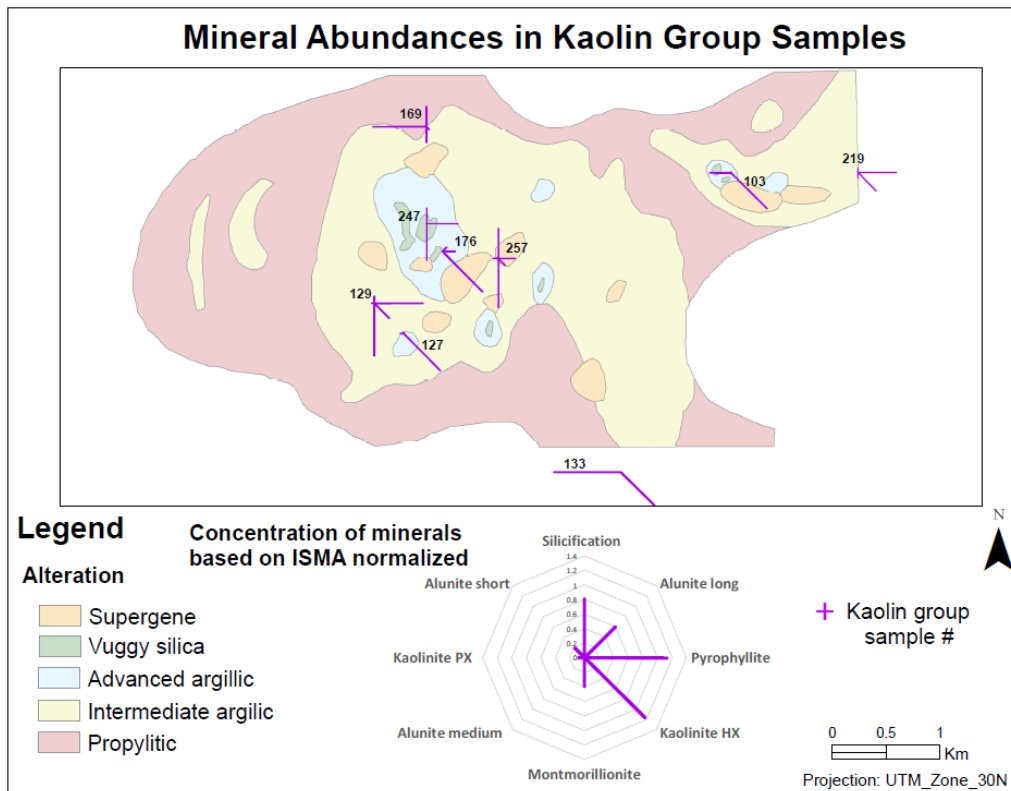 Mineral Abundances in Kaolin Group Samples
169
219
103
247
176
257
129
127
133
Legend
Concentration of minerals
based on ISMA normalized
Alteration
Supergene
Vuggy silica
Advanced argillic
Intermediate argilic
Propylitic
Silicification
Alunite short
Alunite long
Kaolinite PX
Pyrophyllite
Alunite medium
Kaolinite HX
Montmorillionite
1.4
1.2
1
0.8
0.6
0.4
0.2
0
N
Kaolin group
sample #
0 0.5 1
Km
Projection: UTM_Zone_30N